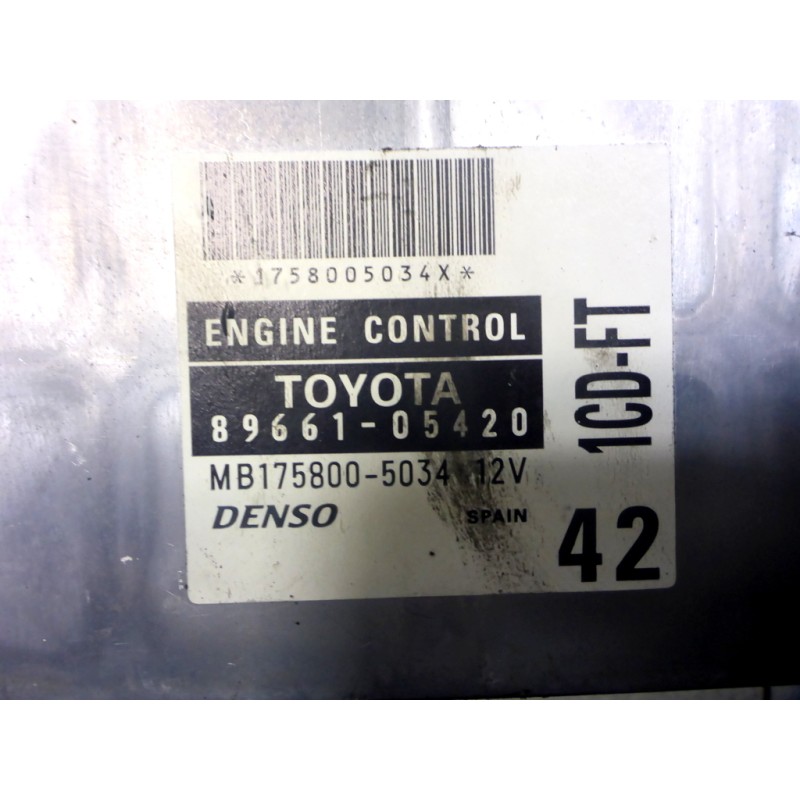 *1758005034X*
ENGINE CONTROL
TOYOTA
89661-05420
MB175800-5034 12V
DENSO SPAIN
1CD-FT
42